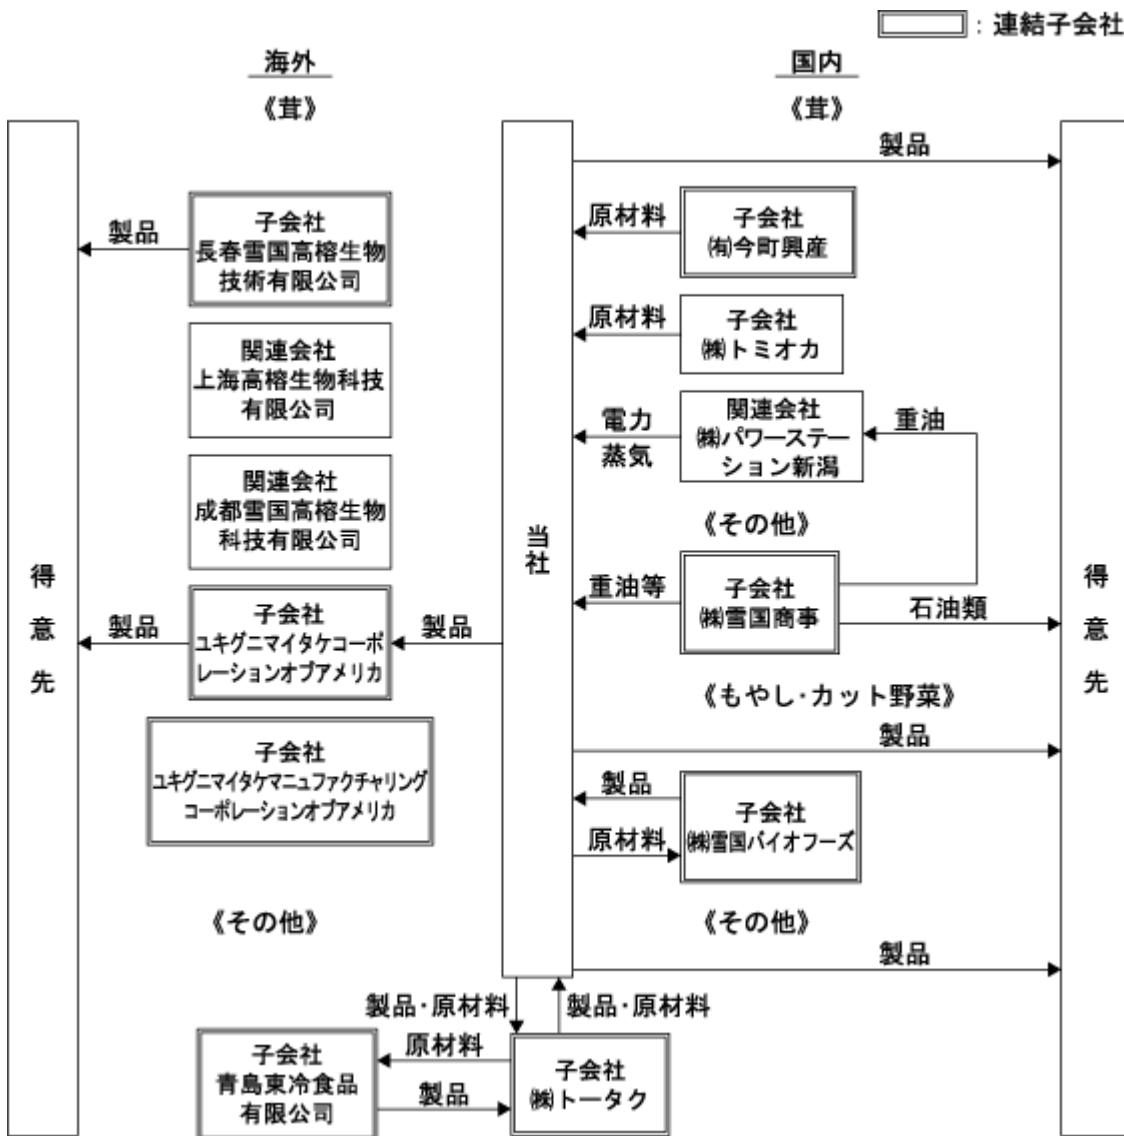 ：連結子会社
海外
《茸》
国内
《茸》
得意先
製品
子会社
長春雪国高榕生物
技術有限公司
関連会社
上海高榕生物科技
有限公司
関連会社
成都雪国高榕生物
科技有限公司
製品
子会社
ユキグニマイタケコーポ
レーションオブアメリカ
製品
子会社
ユキグニマイタケマニュファクチャリング
コーポレーションオブアメリカ
《その他》
当社
製品
原材料
子会社
㈲今町興産
原材料
子会社
㈱トミオカ
電力
蒸気
関連会社
㈱パワーステー
ション新潟
重油
《その他》
重油等
子会社
㈱雪国商事
石油類
《もやし・カット野菜》
製品
製品
原材料
子会社
㈱雪国バイオフーズ
《その他》
製品
得意先
製品・原材料
製品・原材料
子会社
青島東冷食品
有限公司
原材料
製品
子会社
㈱トータク